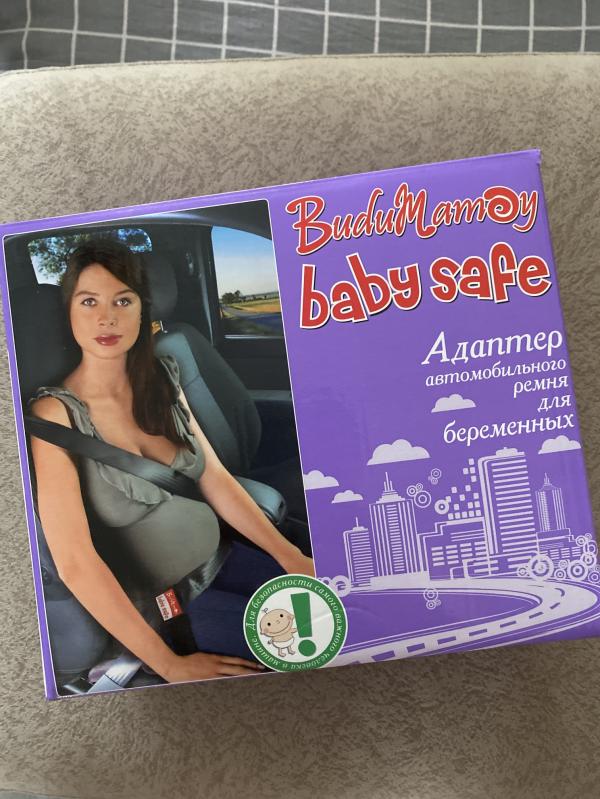 BuduMamOy
baby safe
Адаптер
автомобильного
ремня
для
беременных
Для безопасности самого важного человека в машине.